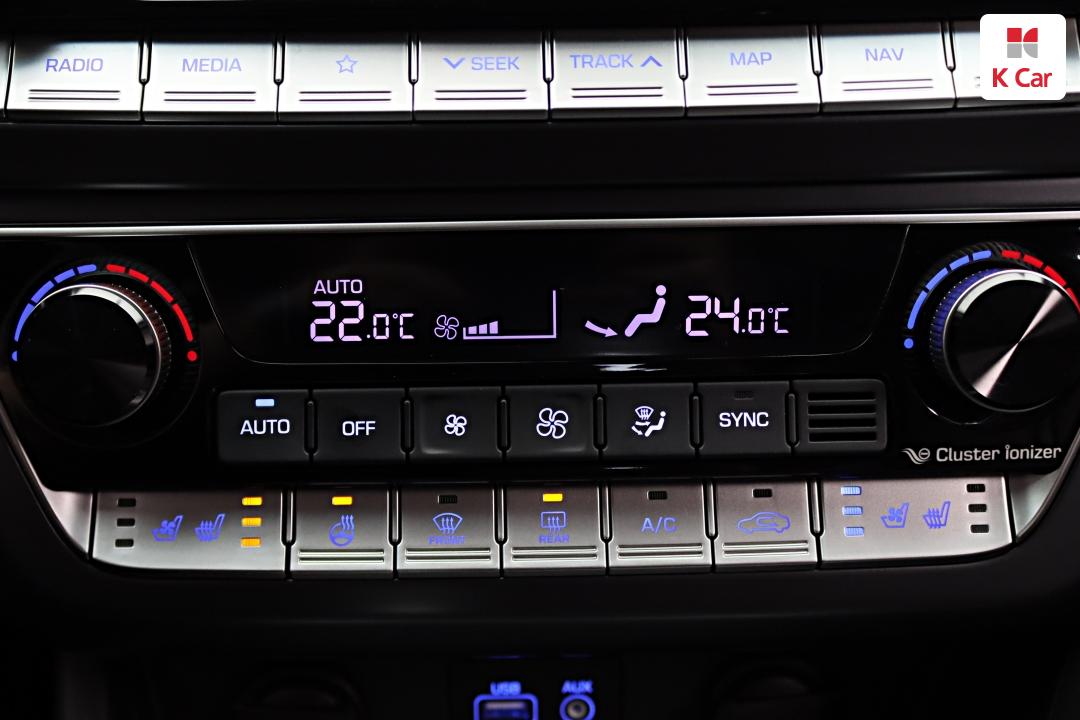 K Car
RADIO
MEDIA
SEEK
TRACK
MAP
NAV
AUTO
22.0°C
24.0°C
AUTO
OFF
SYNC
Cluster ionizer
FRONT
REAR
A/C
USB
AUX